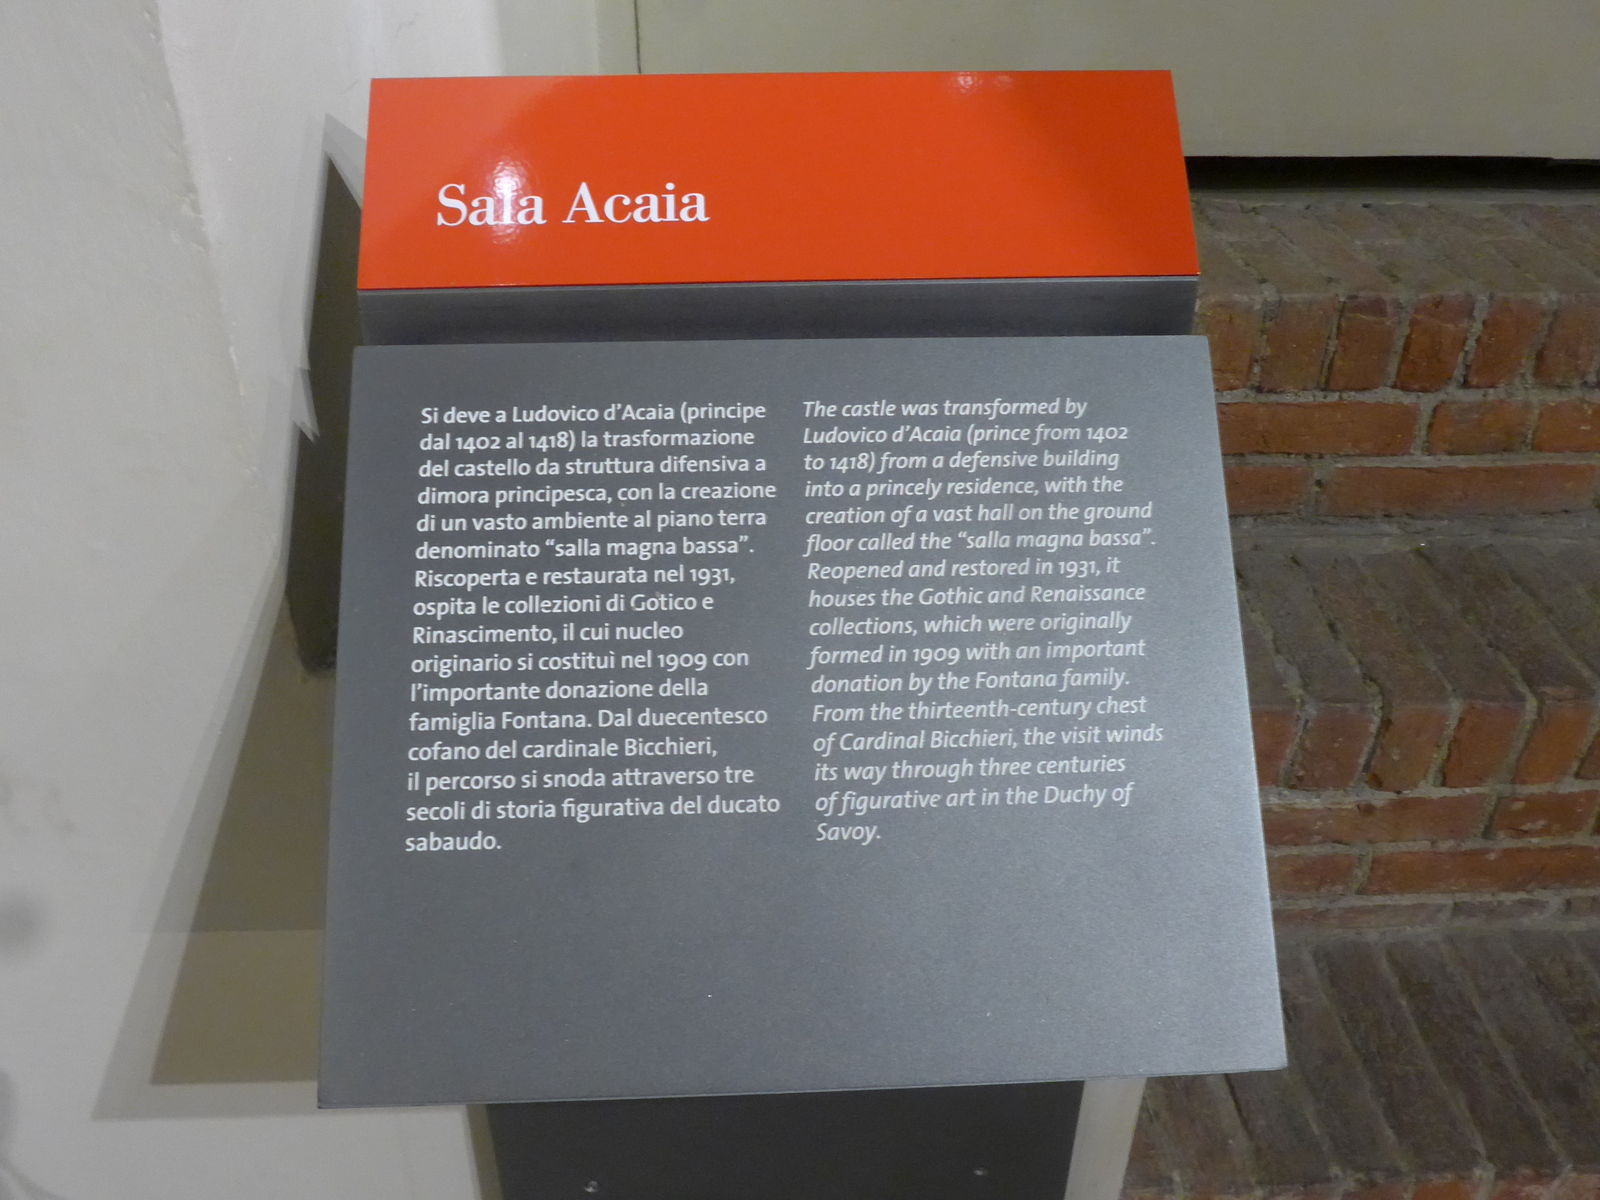 Sala Acaia
Si deve a Ludovico d'Acaia (principe
dal 1402 al 1418) la trasformazione
del castello da struttura difensiva a
dimora principesca, con la creazione
di un vasto ambiente al piano terra
denominato “salla magna bassa”.
Riscoperta e restaurata nel 1931,
ospita le collezioni di Gotico e
Rinascimento, il cui nucleo
originario si costituì nel 1909 con
l'importante donazione della
famiglia Fontana. Dal duecentesco
cofano del cardinale Bicchieri,
il percorso si snoda attraverso tre
secoli di storia figurativa del ducato
sabaudo.
The castle was transformed by
Ludovico d'Acaia (prince from 1402
to 1418) from a defensive building
into a princely residence, with the
creation of a vast hall on the ground
floor called the “salla magna bassa”.
Reopened and restored in 1931, it
houses the Gothic and Renaissance
collections, which were originally
formed in 1909 with an important
donation by the Fontana family.
From the thirteenth-century chest
of Cardinal Bicchieri, the visit winds
its way through three centuries
of figurative art in the Duchy of
Savoy.